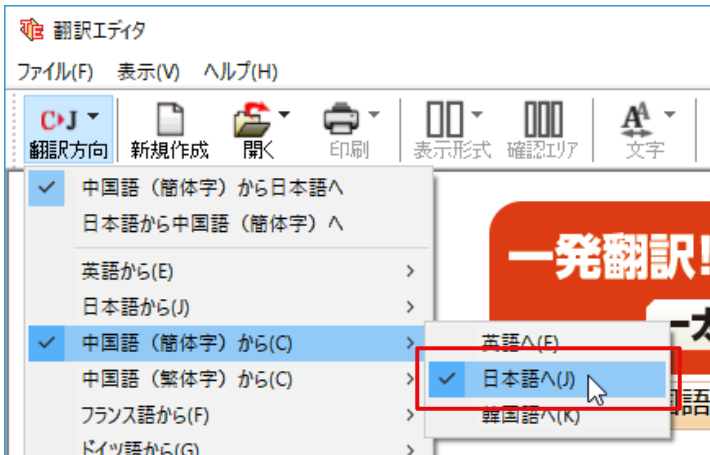 翻訳エディタ
ファイル(F) 表示(V) ヘルプ(H)
C▸J
翻訳方向 新規作成 開く 印刷 表示形式 確認エリア 文字
中国語（簡体字）から日本語へ
日本語から中国語（簡体字）へ
英語から(E)
日本語から(J)
中国語（簡体字）から(C)
中国語（繁体字）から(C)
フランス語から(F)
ドイツ語から(G)
英語へ(E)
日本語へ(J)
韓国語へ(K)
一発翻訳!